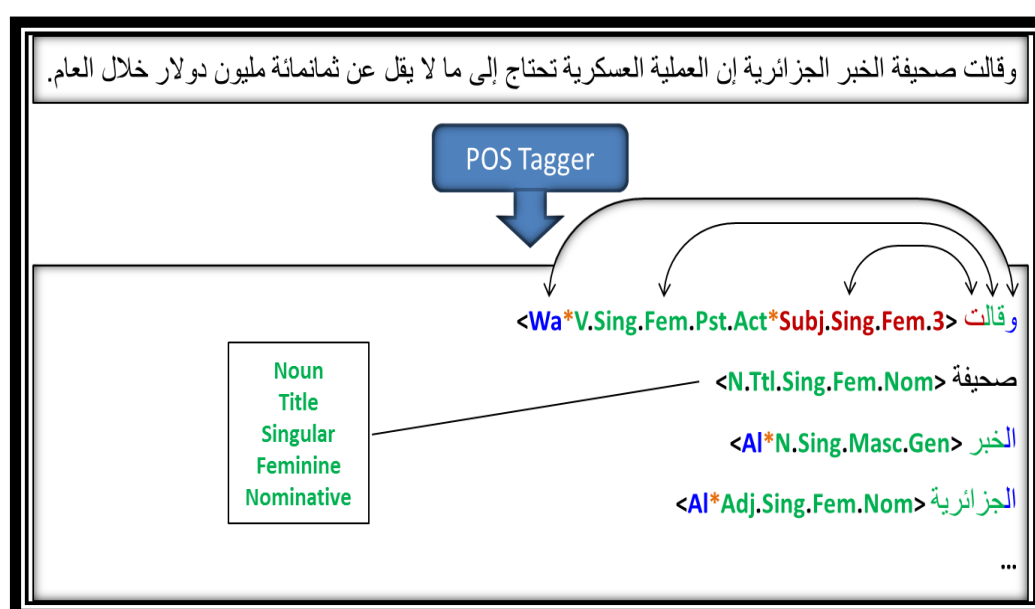 وقالت صحيفة الخبر الجزائرية إن العملية العسكرية تحتاج إلى ما لا يقل عن ثمانمائة مليون دولار خلال العام.
POS Tagger
وقالت <Wa*V.Sing.Fem.Pst.Act*Subj.Sing.Fem.3>
صحيفة <N.Ttl.Sing.Fem.Nom>
الخبر <Al*N.Sing.Masc.Gen>
الجزائرية <Al*Adj.Sing.Fem.Nom>
...
Noun
Title
Singular
Feminine
Nominative